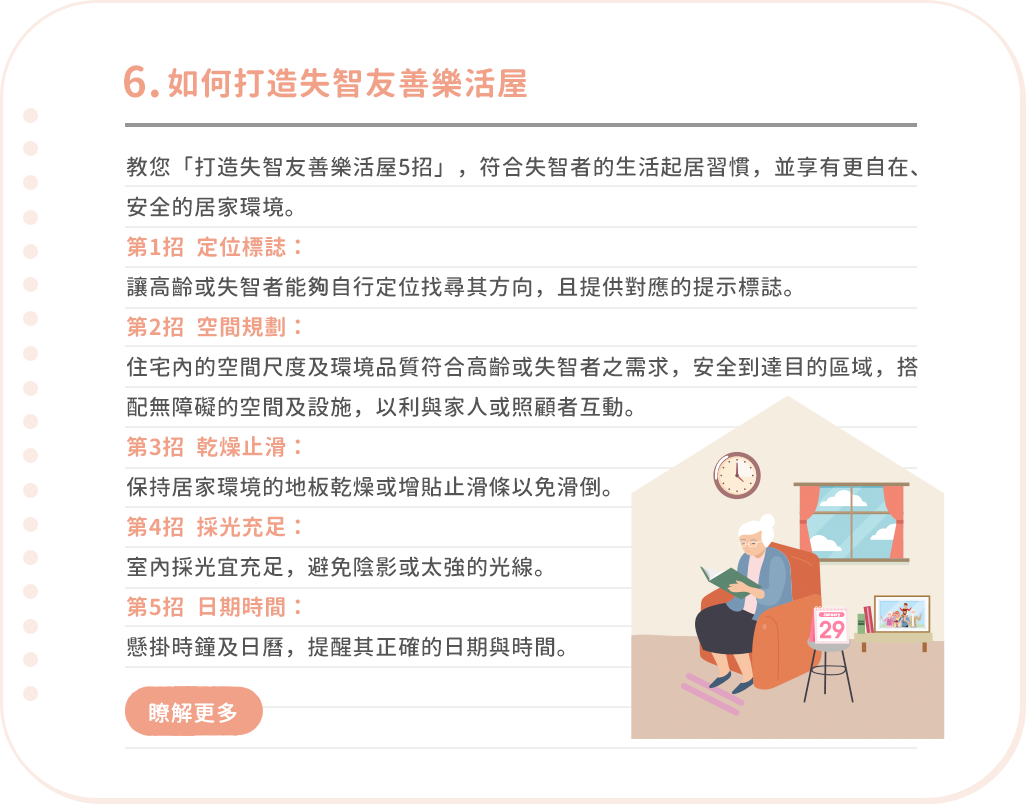 6. 如何打造失智友善樂活屋
教您「打造失智友善樂活屋5招」，符合失智者的生活起居習慣，並享有更自在、
安全的居家環境。
第1招 定位標誌：
讓高齡或失智者能夠自行定位找尋其方向，且提供對應的提示標誌。
第2招 空間規劃：
住宅內的空間尺度及環境品質符合高齡或失智者之需求，安全到達目的區域，搭
配無障礙的空間及設施，以利與家人或照顧者互動。
第3招 乾燥止滑：
保持居家環境的地板乾燥或增貼止滑條以免滑倒。
第4招 採光充足：
室內採光宜充足，避免陰影或太強的光線。
第5招 日期時間：
懸掛時鐘及日曆，提醒其正確的日期與時間。
January
29
瞭解更多